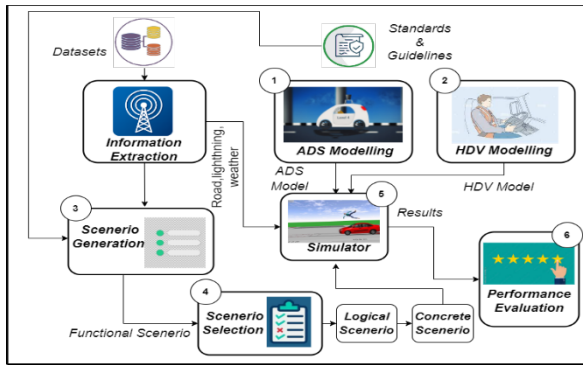 Datasets
Standards
&
Guidelines
Information
Extraction
Road,lighthning,
weather
1
ADS Modelling
2
HDV Modelling
ADS
Model
HDV Model
3
Scenerio
Generation
5
Simulator
Results
6
Performance
Evaluation
Functional Scenerio
4
Scenerio
Selection
Logical
Scenerio
Concrete
Scenerio